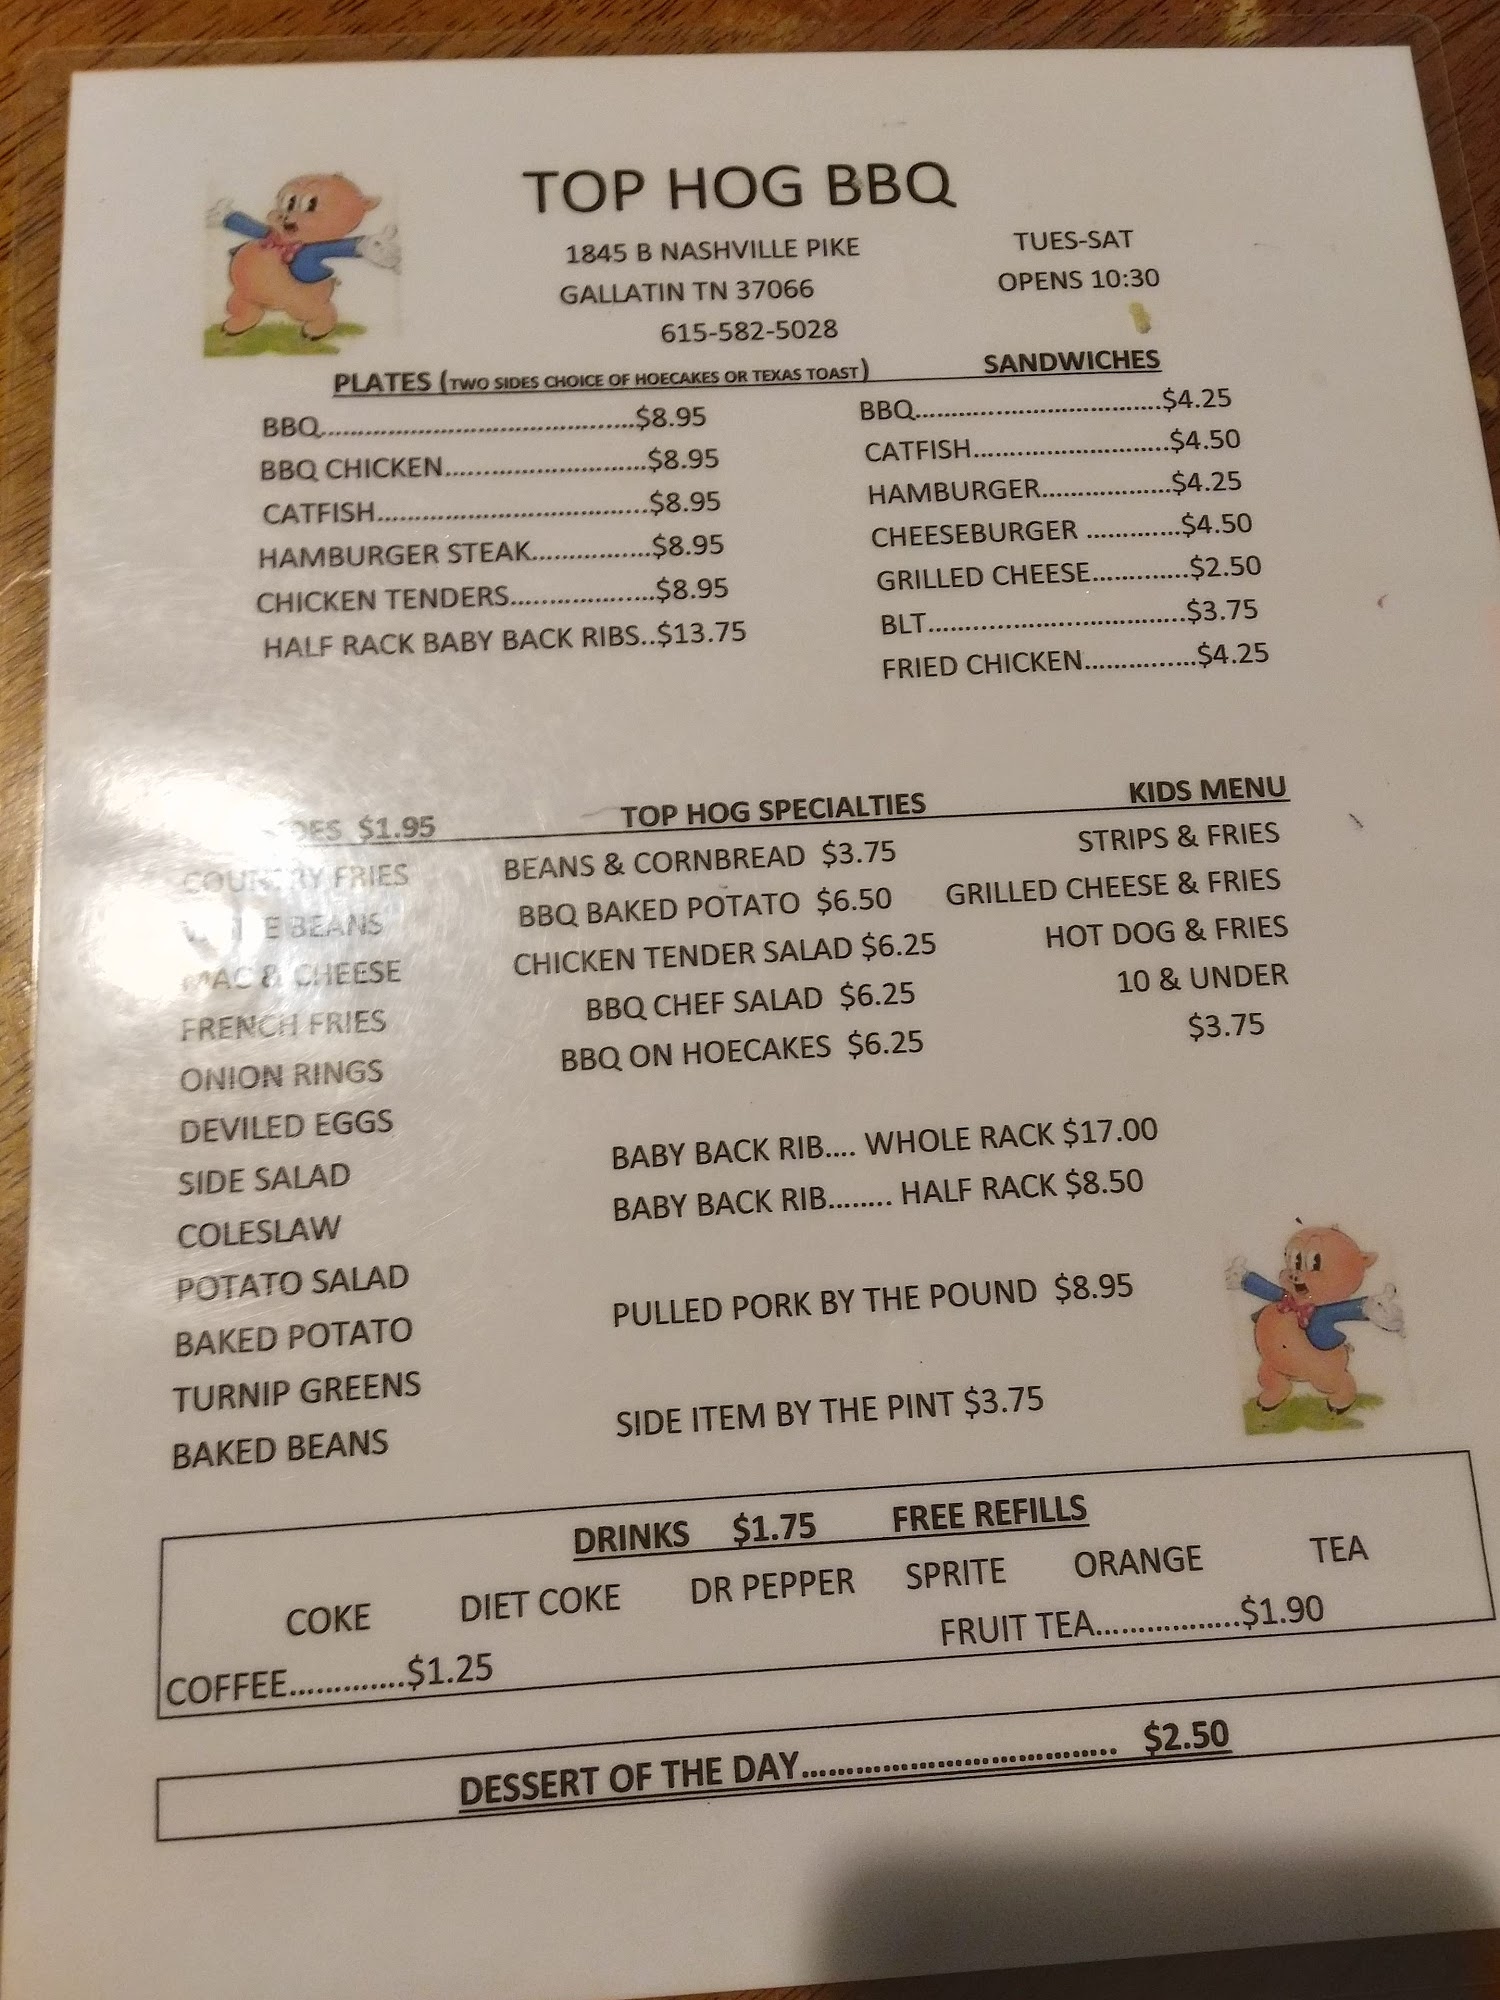 TOP HOG BBQ
1845 B NASHVILLE PIKE
GALLATIN TN 37066
615-582-5028
TUES-SAT
OPENS 10:30
PLATES (TWO SIDES CHOICE OF HOECAKES OR TEXAS TOAST)
BBQ..........................................$8.95
BBQ CHICKEN...........................$8.95
CATFISH....................................$8.95
HAMBURGER STEAK................$8.95
CHICKEN TENDERS...................$8.95
HALF RACK BABY BACK RIBS..$13.75
SANDWICHES
BBQ.................................$4.25
CATFISH..........................$4.50
HAMBURGER.................$4.25
CHEESEBURGER .............$4.50
GRILLED CHEESE.............$2.50
BLT...................................$3.75
FRIED CHICKEN...............$4.25
$1.95
COUNTRY FRIES
BEANS
MAC & CHEESE
FRENCH FRIES
ONION RINGS
DEVILED EGGS
SIDE SALAD
COLESLAW
POTATO SALAD
BAKED POTATO
TURNIP GREENS
BAKED BEANS
TOP HOG SPECIALTIES
BEANS & CORNBREAD $3.75
BBQ BAKED POTATO $6.50
CHICKEN TENDER SALAD $6.25
BBQ CHEF SALAD $6.25
BBQ ON HOECAKES $6.25
KIDS MENU
STRIPS & FRIES
GRILLED CHEESE & FRIES
HOT DOG & FRIES
10 & UNDER
$3.75
BABY BACK RIB.... WHOLE RACK $17.00
BABY BACK RIB........ HALF RACK $8.50
PULLED PORK BY THE POUND $8.95
SIDE ITEM BY THE PINT $3.75
DRINKS $1.75 FREE REFILLS
COKE DIET COKE DR PEPPER SPRITE ORANGE TEA
COFFEE.............$1.25 FRUIT TEA..................$1.90
DESSERT OF THE DAY...................................... $2.50